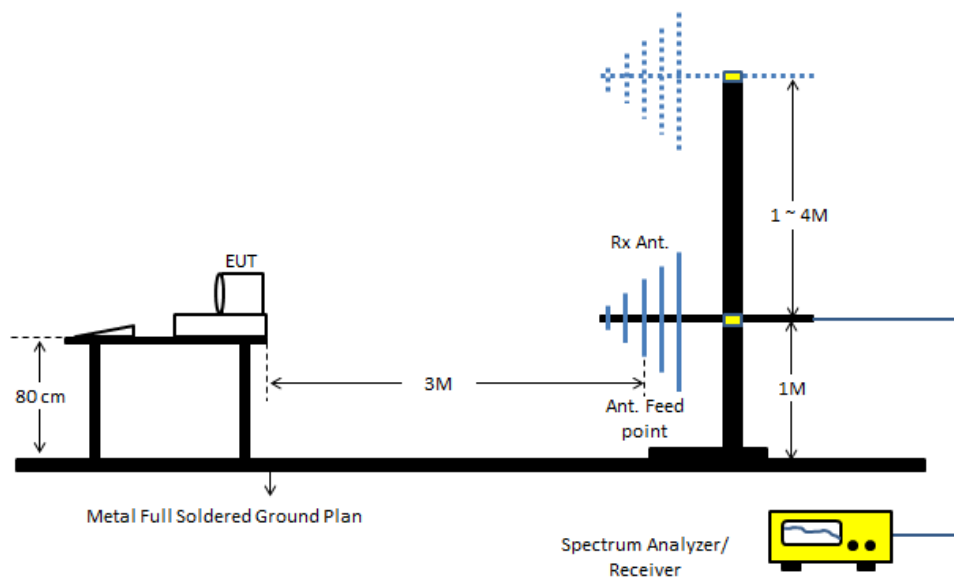 1 ~ 4M
Rx Ant.
EUT
3M
80 cm
1M
Ant. Feed
point
Metal Full Soldered Ground Plan
Spectrum Analyzer/
Receiver